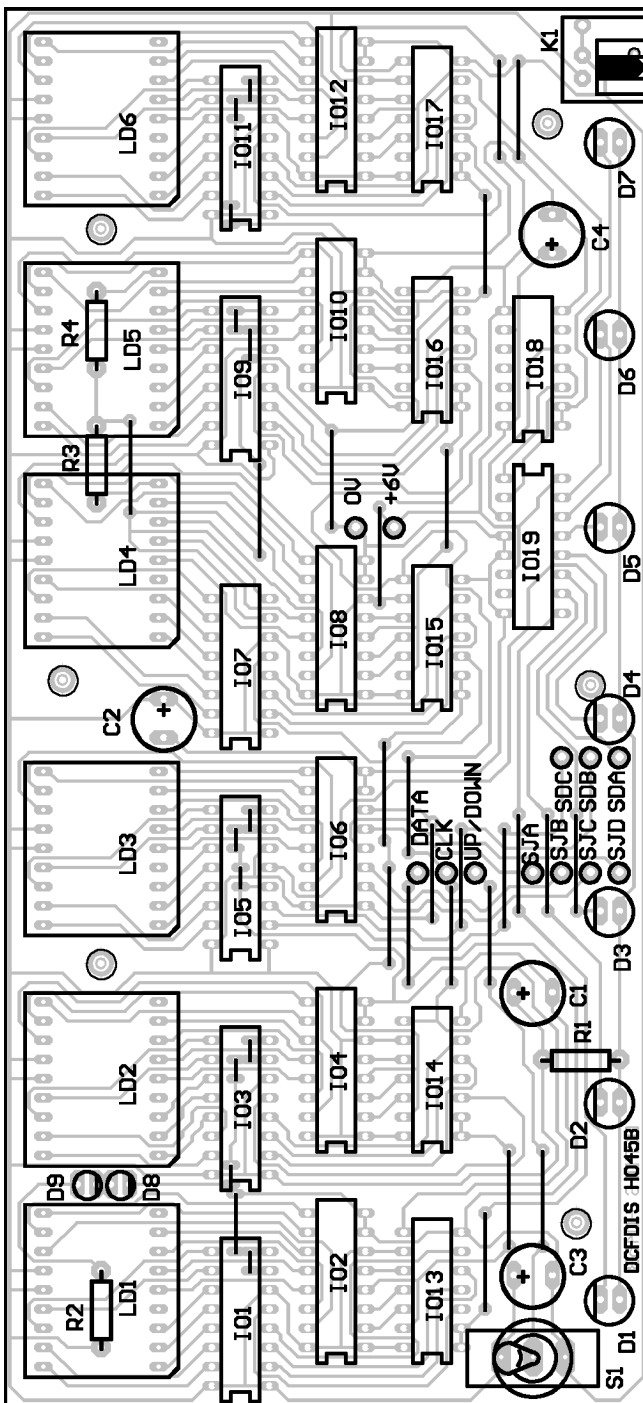 K1
LD6
IO11
IO12
IO17
D7
C4
R4
LD5
IO9
IO10
IO16
IO18
D6
R3
0V
+6V
LD4
IO7
IO8
IO15
IO19
D5
C2
D4
LD3
IO5
IO6
DATA
CLK
UP/DOWN
SJA
SJB SDC
SJC SDB
SJD SDA
D3
LD2
IO3
IO4
IO14
C1
R1
D2
D9
D8
R2
LD1
IO1
IO2
IO13
C3
S1
D1
DCFDIS H045B